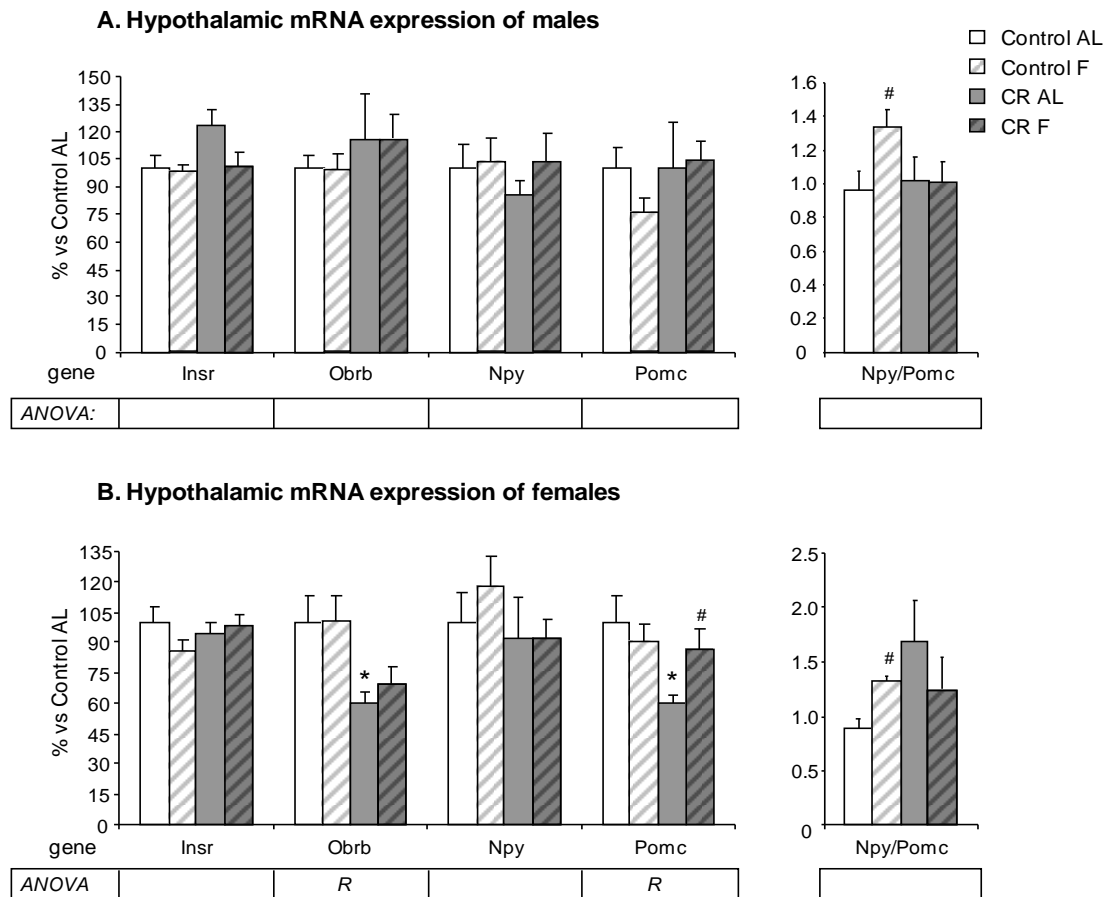 A. Hypothalamic mRNA expression of males
Control AL
Control F
CR AL
CR F
% vs Control AL
150
135
120
105
90
75
60
45
30
15
0
gene Insr Obrb Npy Pomc
ANOVA:
#
1.6
1.4
1.2
1.0
0.8
0.6
0.4
0.2
0
Npy/Pomc
B. Hypothalamic mRNA expression of females
% vs Control AL
135
120
105
90
75
60
45
30
15
0
* * #
gene Insr Obrb Npy Pomc
ANOVA R R
#
2.5
2.0
1.5
1.0
0.5
0
Npy/Pomc